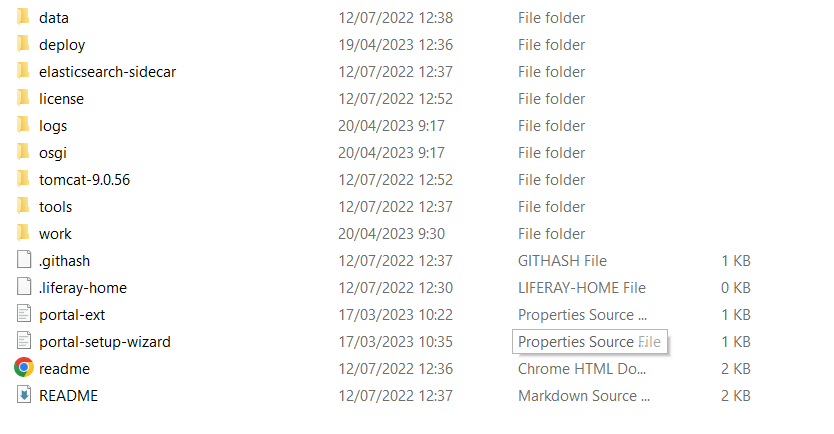 data 12/07/2022 12:38 File folder
deploy 19/04/2023 12:36 File folder
elasticsearch-sidecar 12/07/2022 12:37 File folder
license 12/07/2022 12:52 File folder
logs 20/04/2023 9:17 File folder
osgi 20/04/2023 9:17 File folder
tomcat-9.0.56 12/07/2022 12:52 File folder
tools 12/07/2022 12:37 File folder
work 20/04/2023 9:30 File folder
.githash 12/07/2022 12:37 GITHASH File 1 KB
.liferay-home 12/07/2022 12:30 LIFERAY-HOME File 0 KB
portal-ext 17/03/2023 10:22 Properties Source ... 1 KB
portal-setup-wizard 17/03/2023 10:35 Properties Source File 1 KB
readme 12/07/2022 12:36 Chrome HTML Do... 2 KB
README 12/07/2022 12:37 Markdown Source ... 2 KB